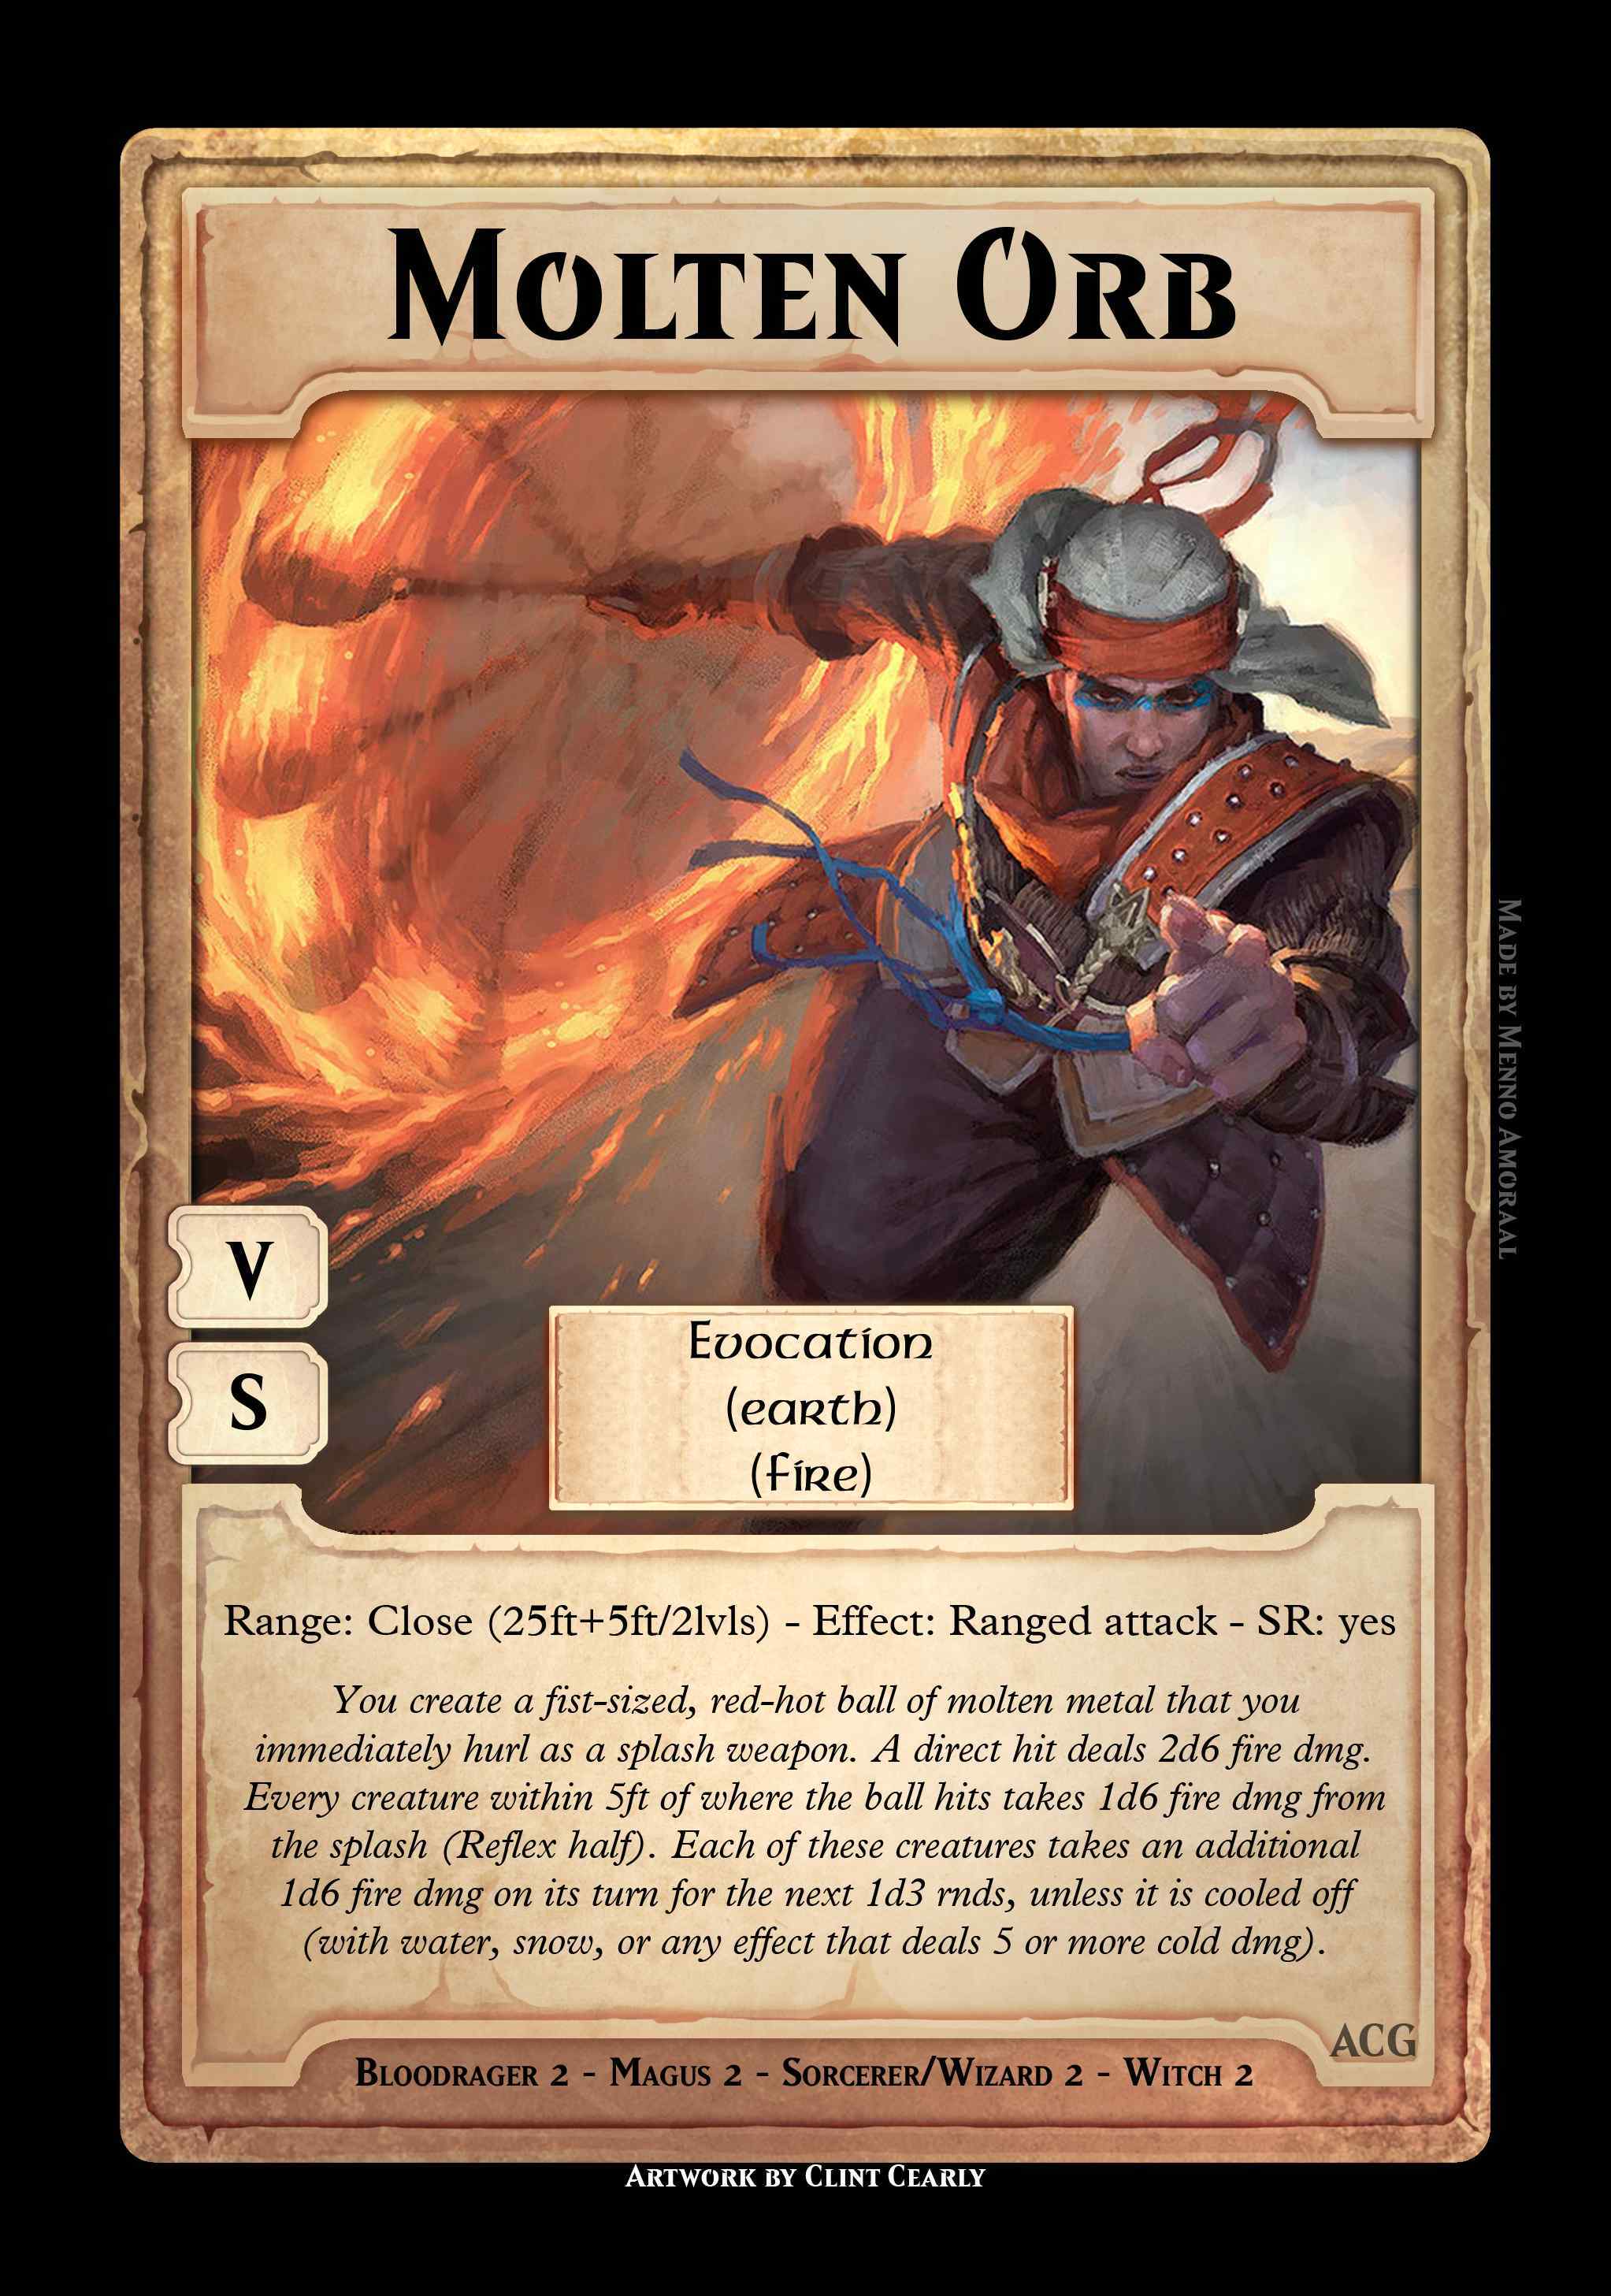 Molten Orb
V
S
Evocation
(earth)
(fire)
Range: Close (25ft+5ft/2lvls) - Effect: Ranged attack - SR: yes
You create a fist-sized, red-hot ball of molten metal that you
immediately hurl as a splash weapon. A direct hit deals 2d6 fire dmg.
Every creature within 5ft of where the ball hits takes 1d6 fire dmg from
the splash (Reflex half). Each of these creatures takes an additional
1d6 fire dmg on its turn for the next 1d3 rnds, unless it is cooled off
(with water, snow, or any effect that deals 5 or more cold dmg).
ACG
Bloodrager 2 - Magus 2 - Sorcerer/Wizard 2 - Witch 2
Artwork by Clint Cearly
Made by Menno Amoraal